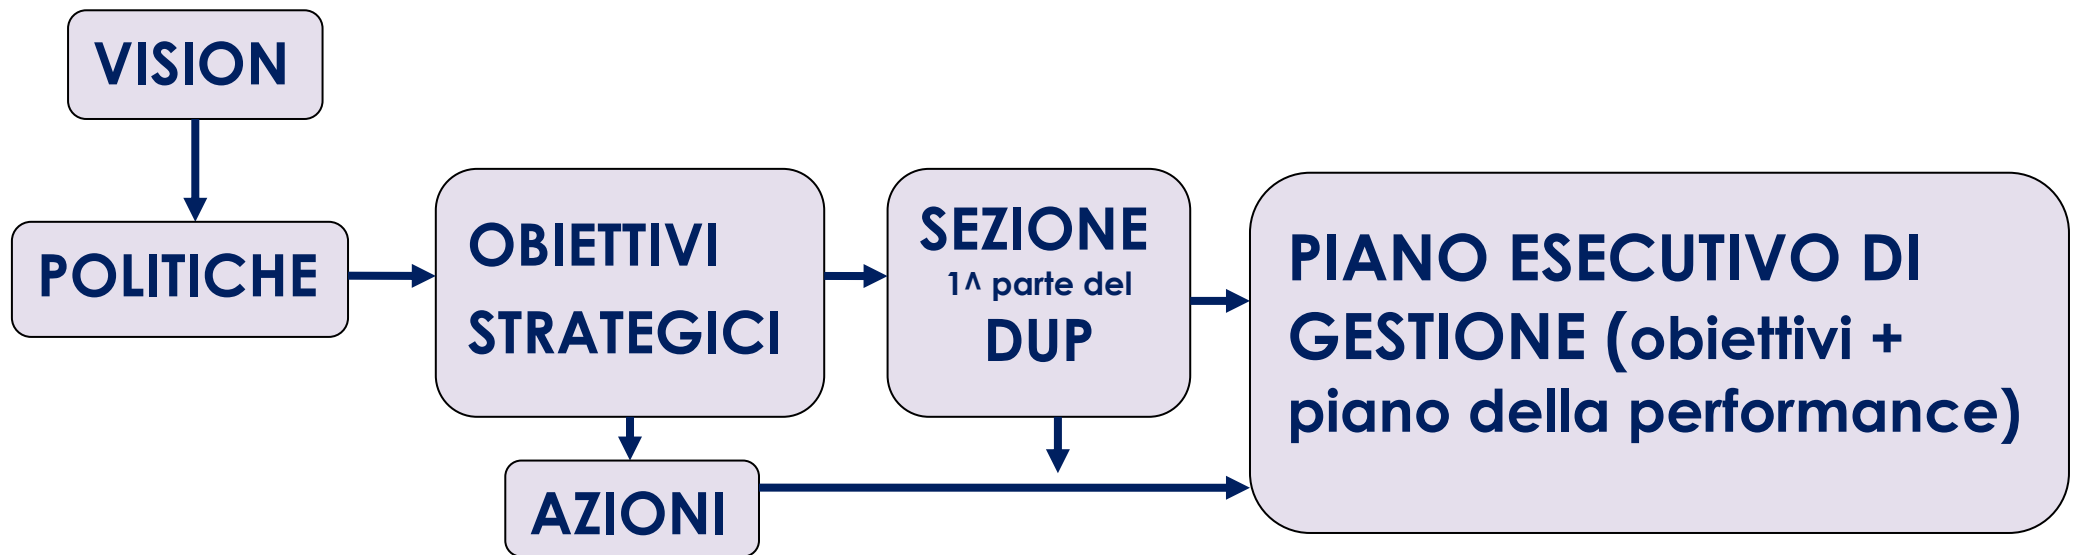 VISION
POLITICHE
OBIETTIVI
STRATEGICI
AZIONI
SEZIONE
1^ parte del
DUP
PIANO ESECUTIVO DI
GESTIONE (obiettivi +
piano della performance)